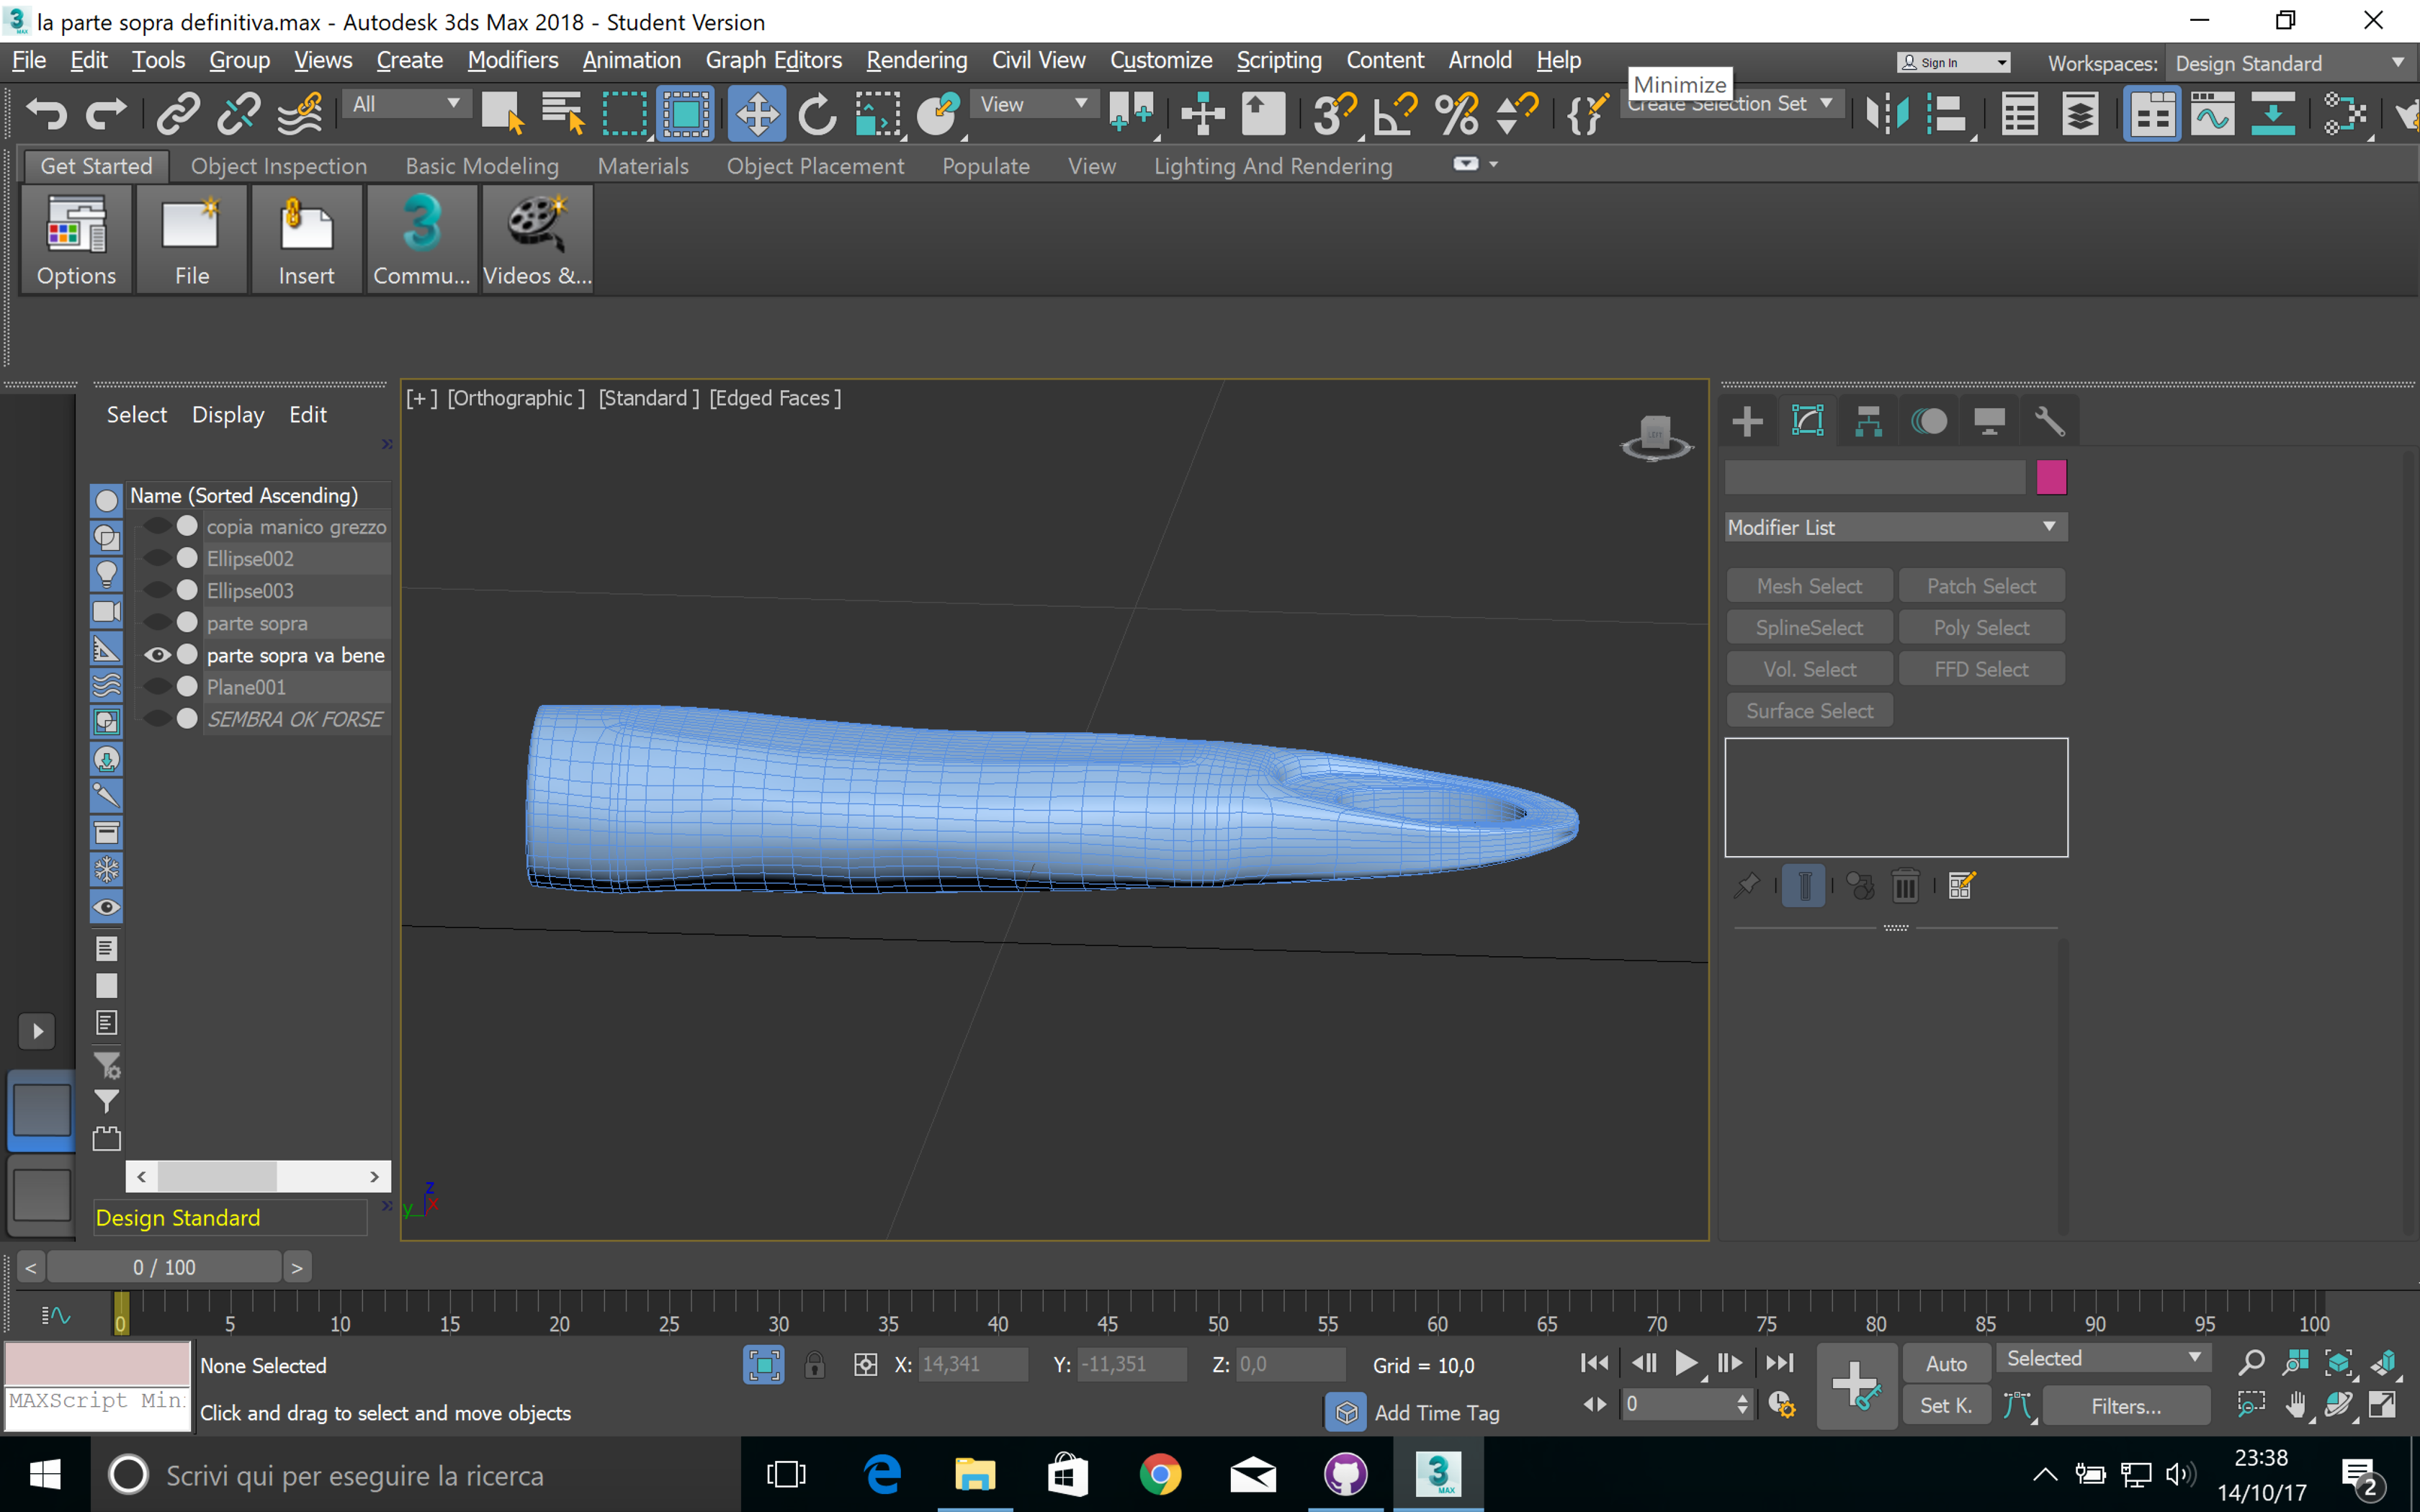 la parte sopra definitiva.max - Autodesk 3ds Max 2018 - Student Version
File Edit Tools Group Views Create Modifiers Animation Graph Editors Rendering Civil View Customize Scripting Content Arnold Help
Sign In
Workspaces: Design Standard
Minimize
All
View
Create Selection Set
Get Started Object Inspection Basic Modeling Materials Object Placement Populate View Lighting And Rendering
Options File Insert Commu... Videos &...
Select Display Edit
[+] [Orthographic ] [Standard ] [Edged Faces ]
LEFT
Name (Sorted Ascending)
copia manico grezzo
Ellipse002
Ellipse003
parte sopra
parte sopra va bene
Plane001
SEMBRA OK FORSE
Modifier List
Mesh Select Patch Select
SplineSelect Poly Select
Vol. Select FFD Select
Surface Select
z
y x
Design Standard
< 0 / 100 >
0 5 10 15 20 25 30 35 40 45 50 55 60 65 70 75 80 85 90 95 100
None Selected
X: 14,341 Y: -11,351 Z: 0,0 Grid = 10,0
Auto Selected
MAXScript Min
Click and drag to select and move objects
Add Time Tag
0
Set K. Filters...
Scrivi qui per eseguire la ricerca
3
MAX
23:38
14/10/17
2